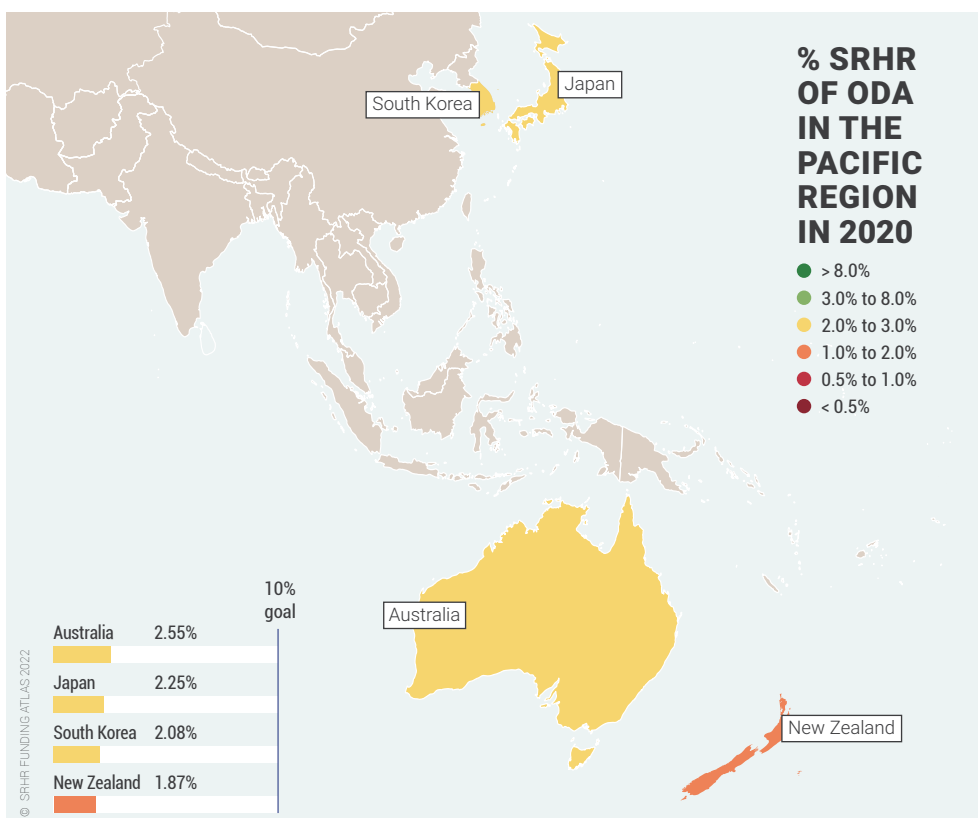 % SRHR
OF ODA
IN THE
PACIFIC
REGION
IN 2020
> 8.0%
3.0% to 8.0%
2.0% to 3.0%
1.0% to 2.0%
0.5% to 1.0%
< 0.5%
South Korea
Japan
Australia
New Zealand
10%
goal
Australia 2.55%
Japan 2.25%
South Korea 2.08%
New Zealand 1.87%
© SRHR FUNDING ATLAS 2022